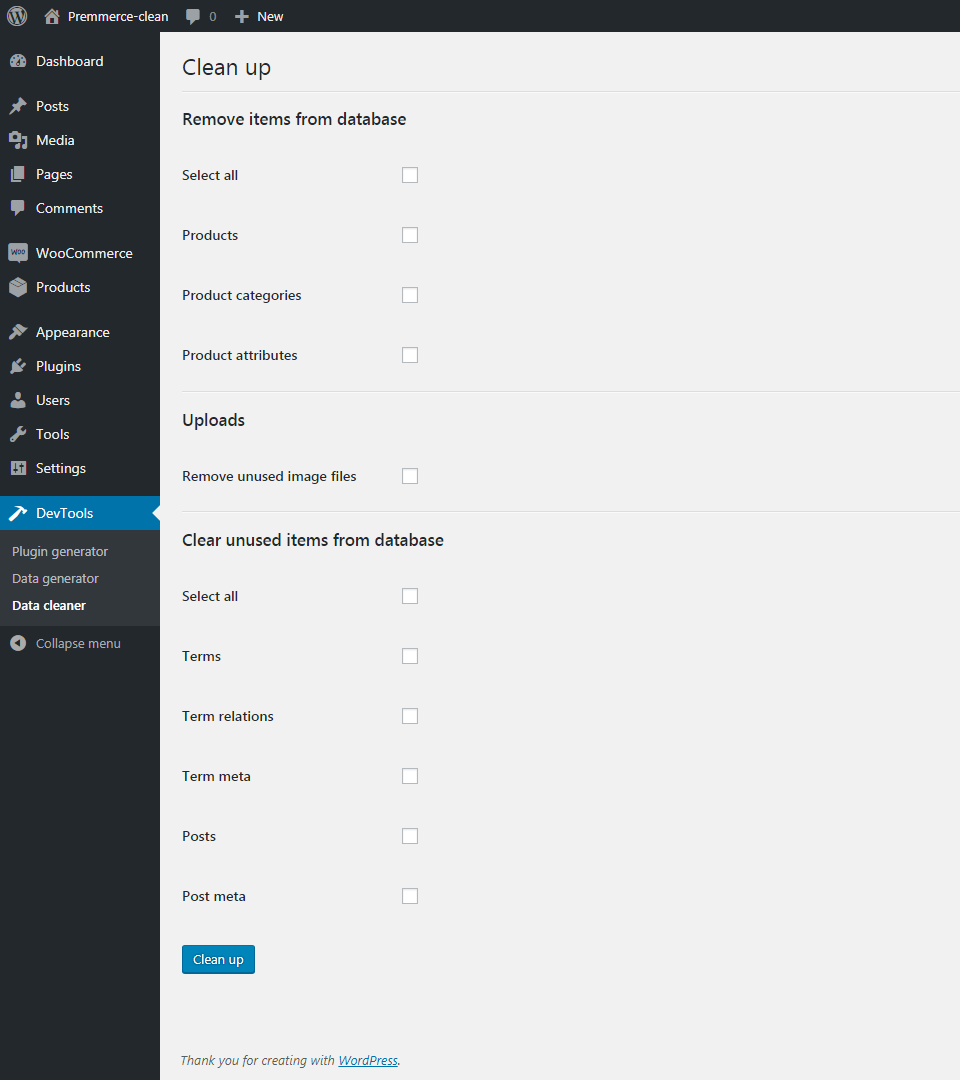 Premmerce-clean 0 New
Dashboard
Posts
Media
Pages
Comments
WOO WooCommerce
Products
Appearance
Plugins
Users
Tools
Settings
DevTools
Plugin generator
Data generator
Data cleaner
Collapse menu
Clean up
Remove items from database
Select all
Products
Product categories
Product attributes
Uploads
Remove unused image files
Clear unused items from database
Select all
Terms
Term relations
Term meta
Posts
Post meta
Clean up
Thank you for creating with WordPress.